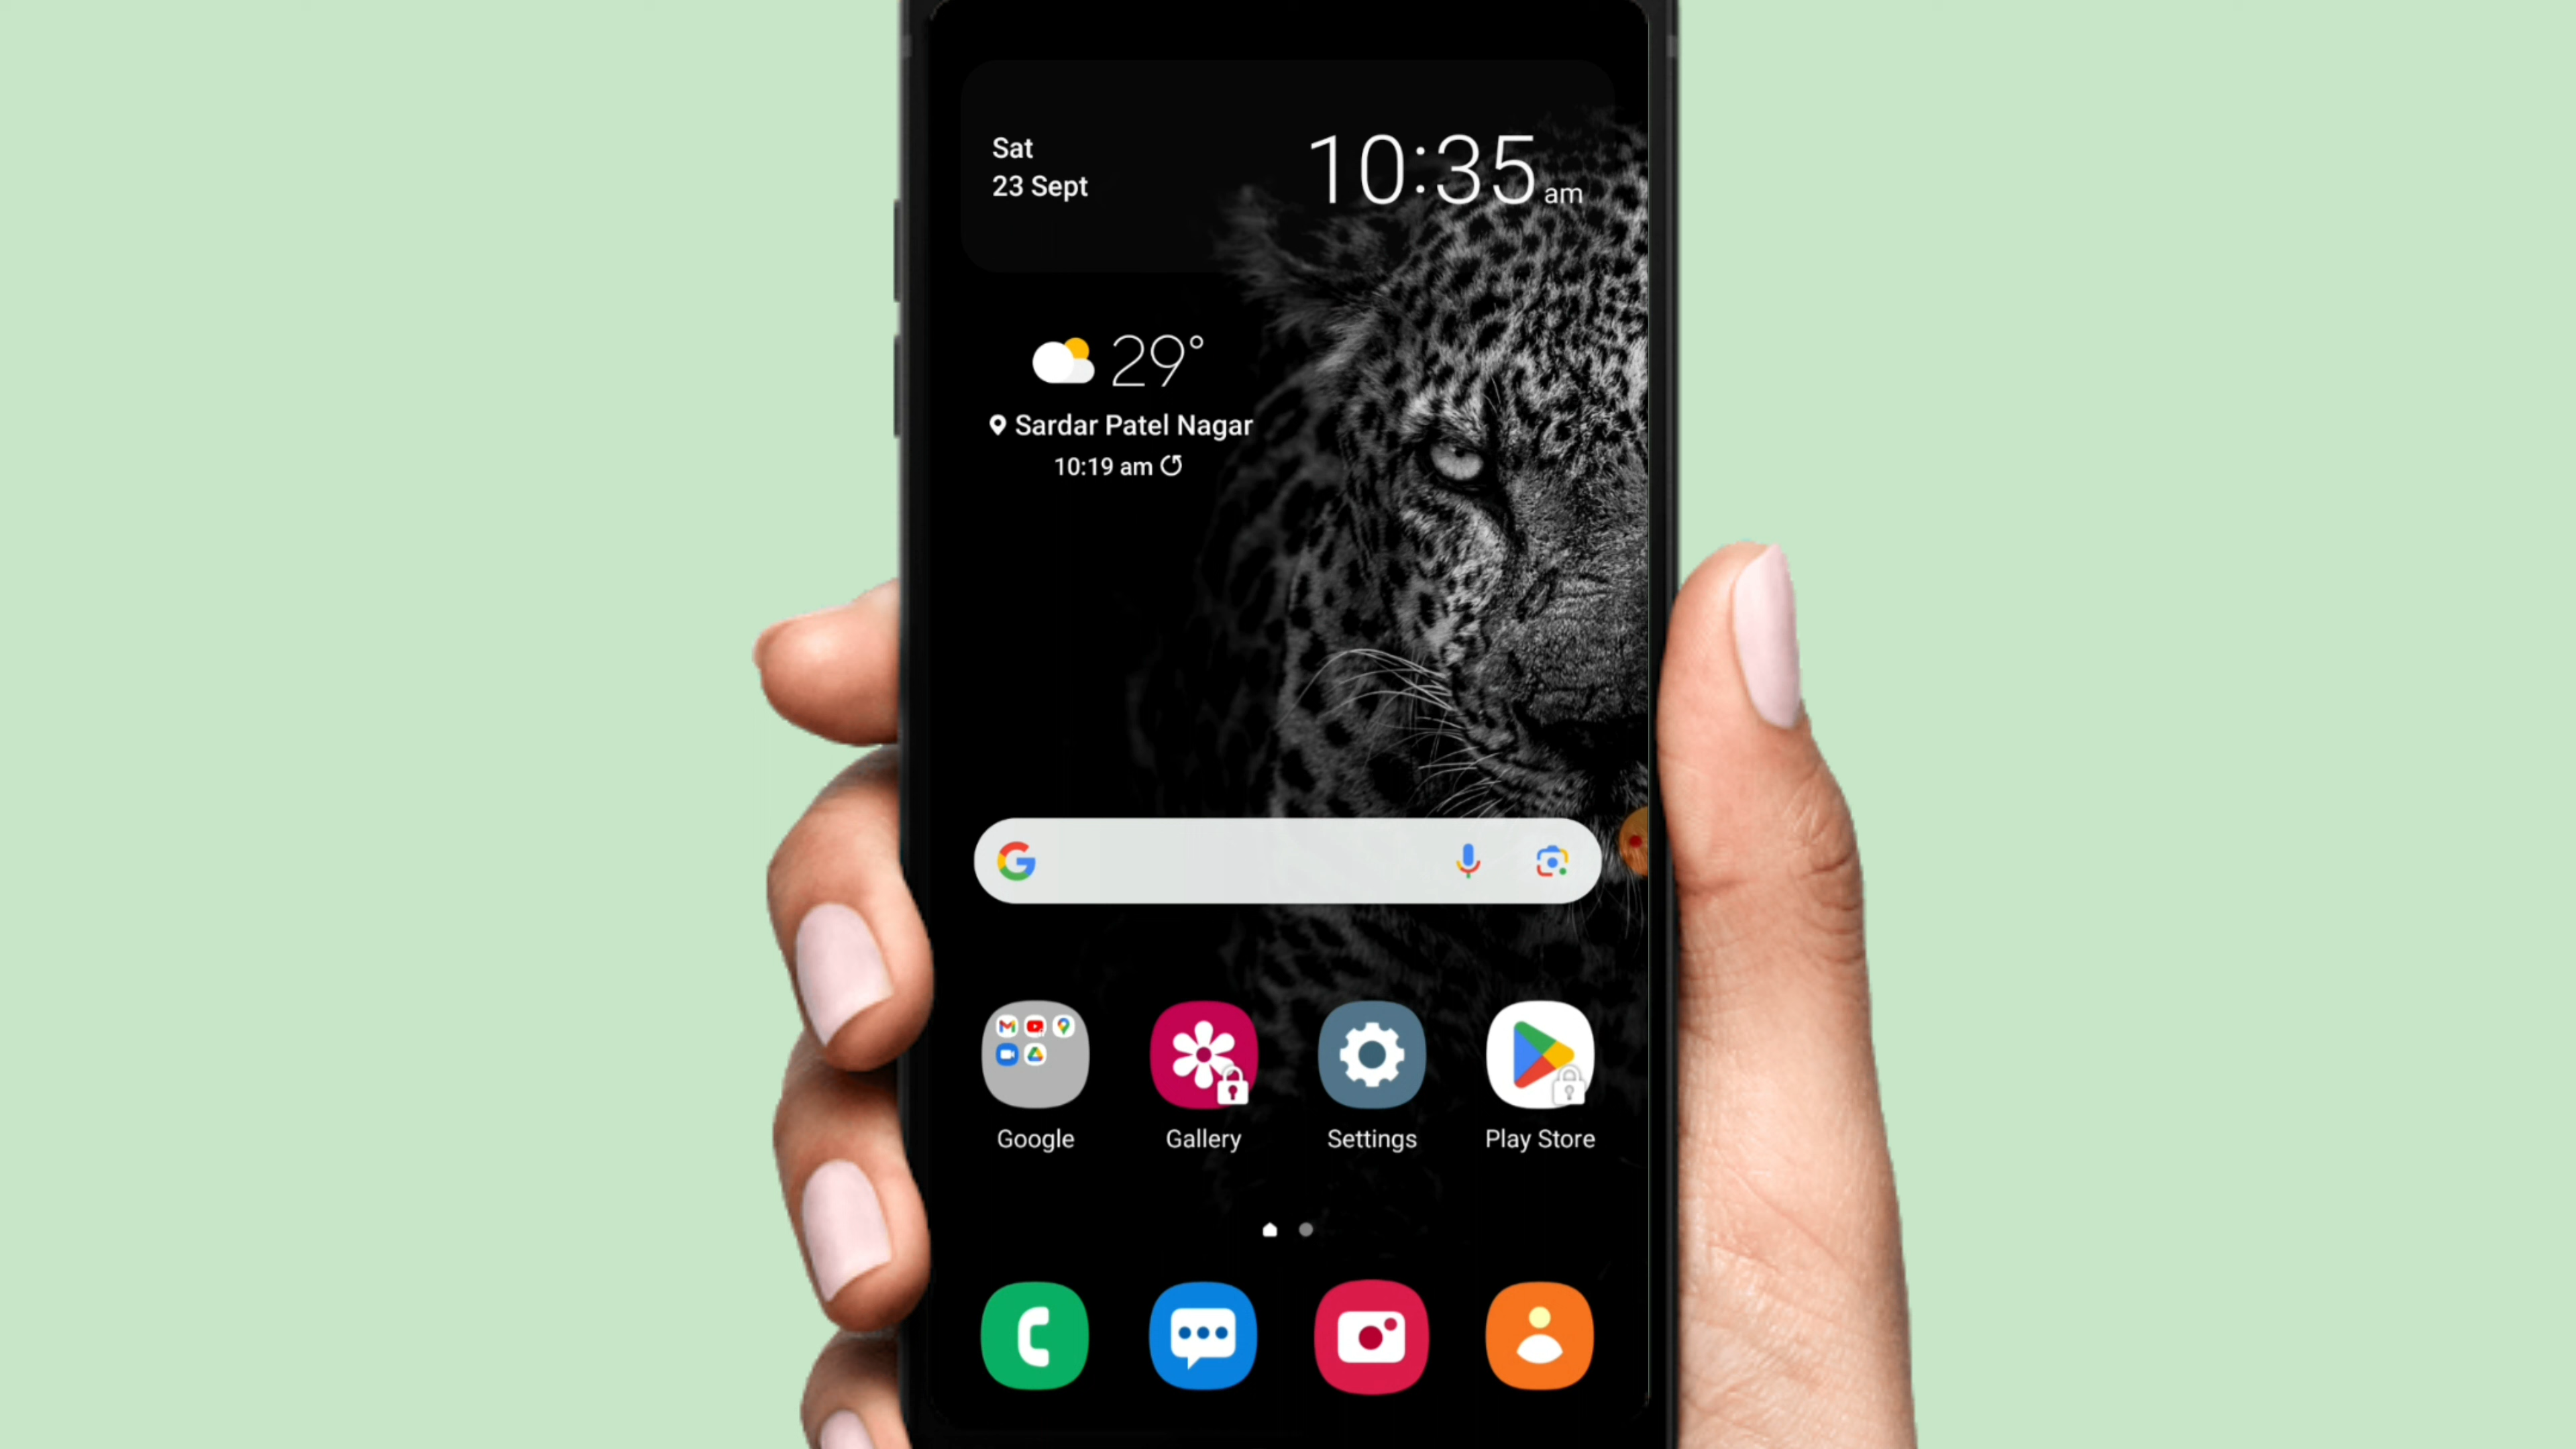 Sat
23 Sept
10:35 am
29°
Sardar Patel Nagar
10:19 am
Google
Gallery
Settings
Play Store